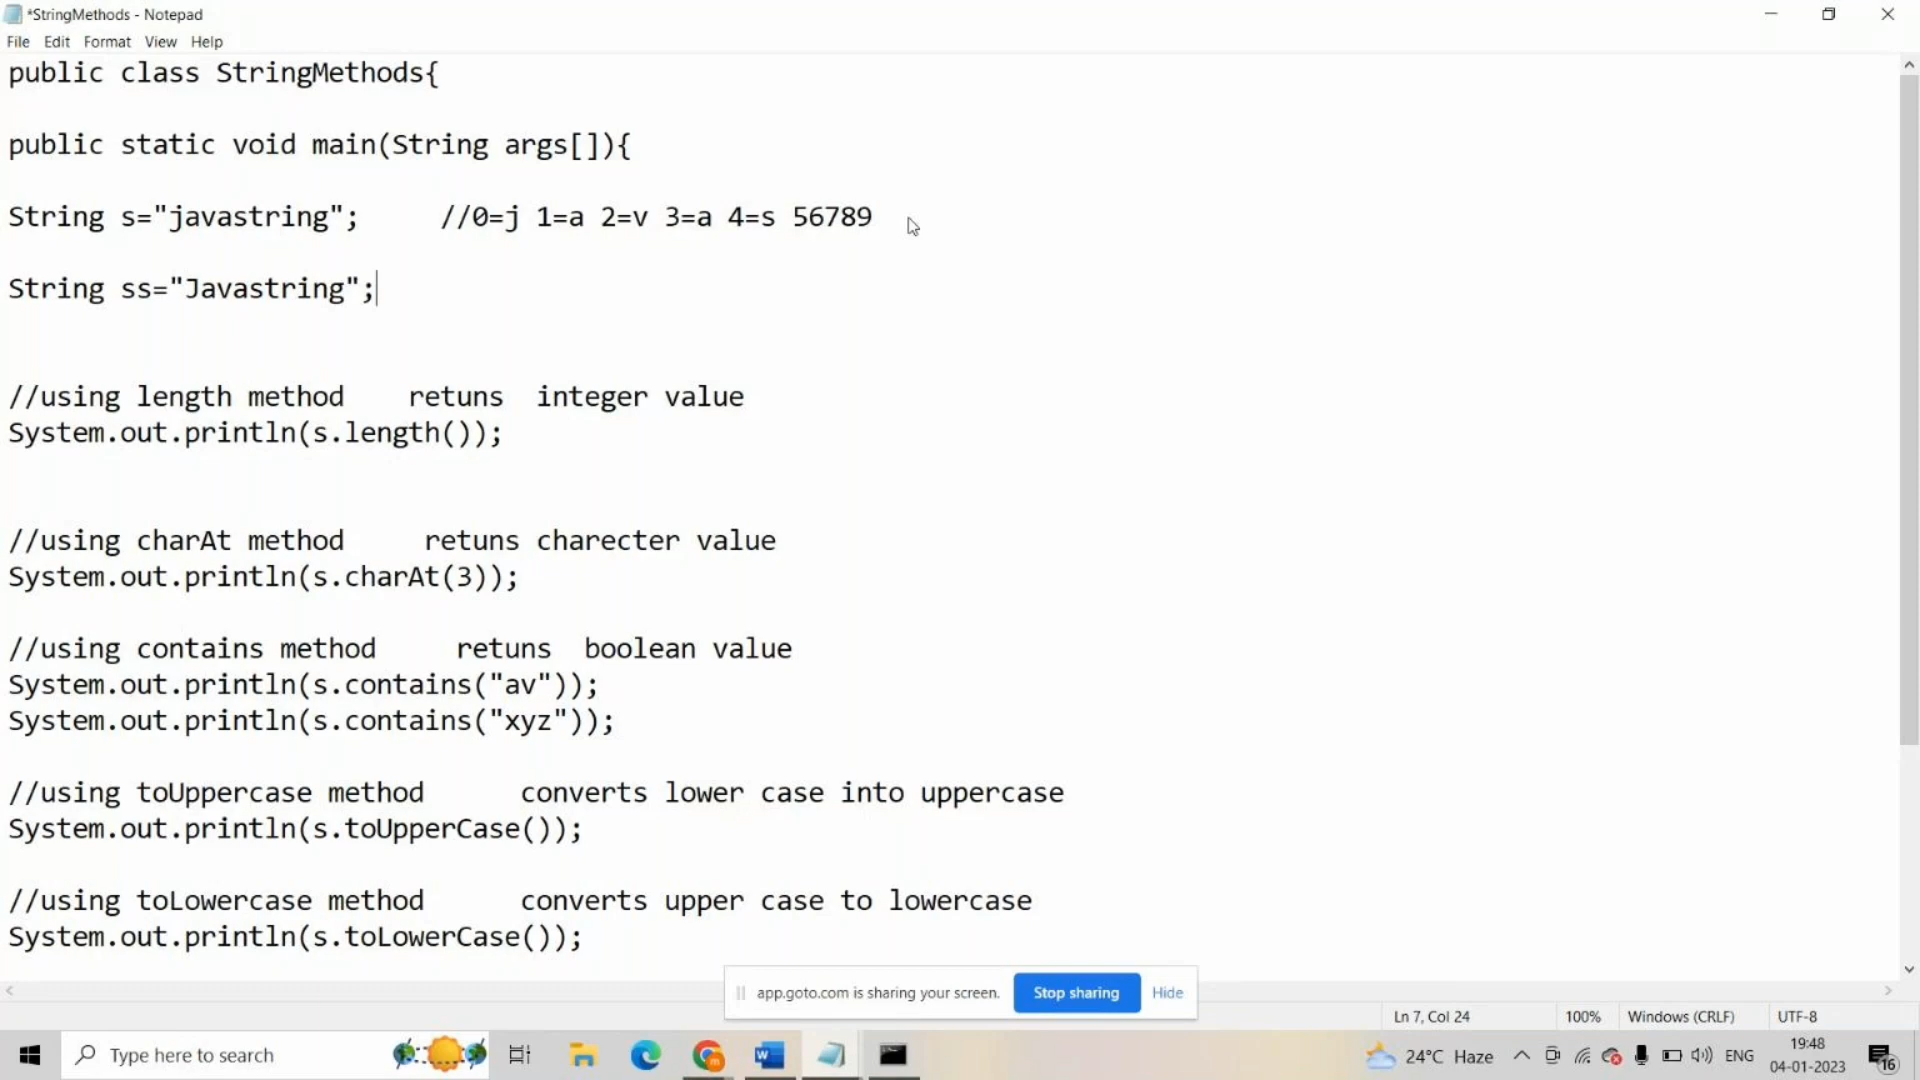 *StringMethods - Notepad
File Edit Format View Help
public class StringMethods{
public static void main(String args[]){
String s="javastring"; //0=j 1=a 2=v 3=a 4=s 56789
String ss="Javastring";
//using length method retuns integer value
System.out.println(s.length());
//using charAt method retuns charecter value
System.out.println(s.charAt(3));
//using contains method retuns boolean value
System.out.println(s.contains("av"));
System.out.println(s.contains("xyz"));
//using toUppercase method converts lower case into uppercase
System.out.println(s.toUpperCase());
//using toLowercase method converts upper case to lowercase
System.out.println(s.toLowerCase());
app.goto.com is sharing your screen. Stop sharing Hide
Ln 7, Col 24 100% Windows (CRLF) UTF-8
Type here to search 24°C Haze ENG 19:48
04-01-2023 16